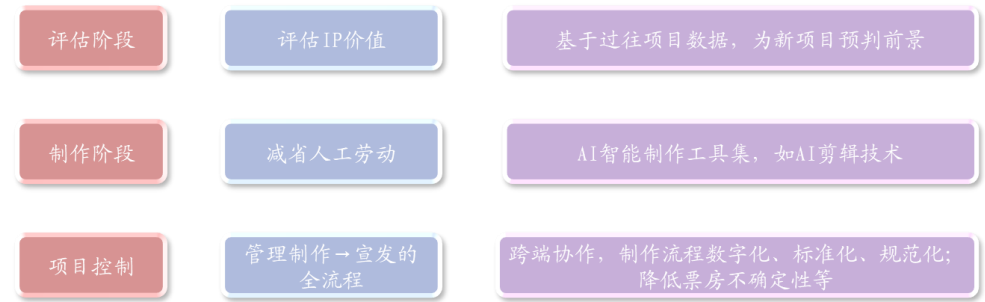 评估阶段
评估IP价值
基于过往项目数据，为新项目预判前景
制作阶段
减省人工劳动
AI智能制作工具集，如AI剪辑技术
项目控制
管理制作→宣发的
全流程
跨端协作，制作流程数字化、标准化、规范化；
降低票房不确定性等